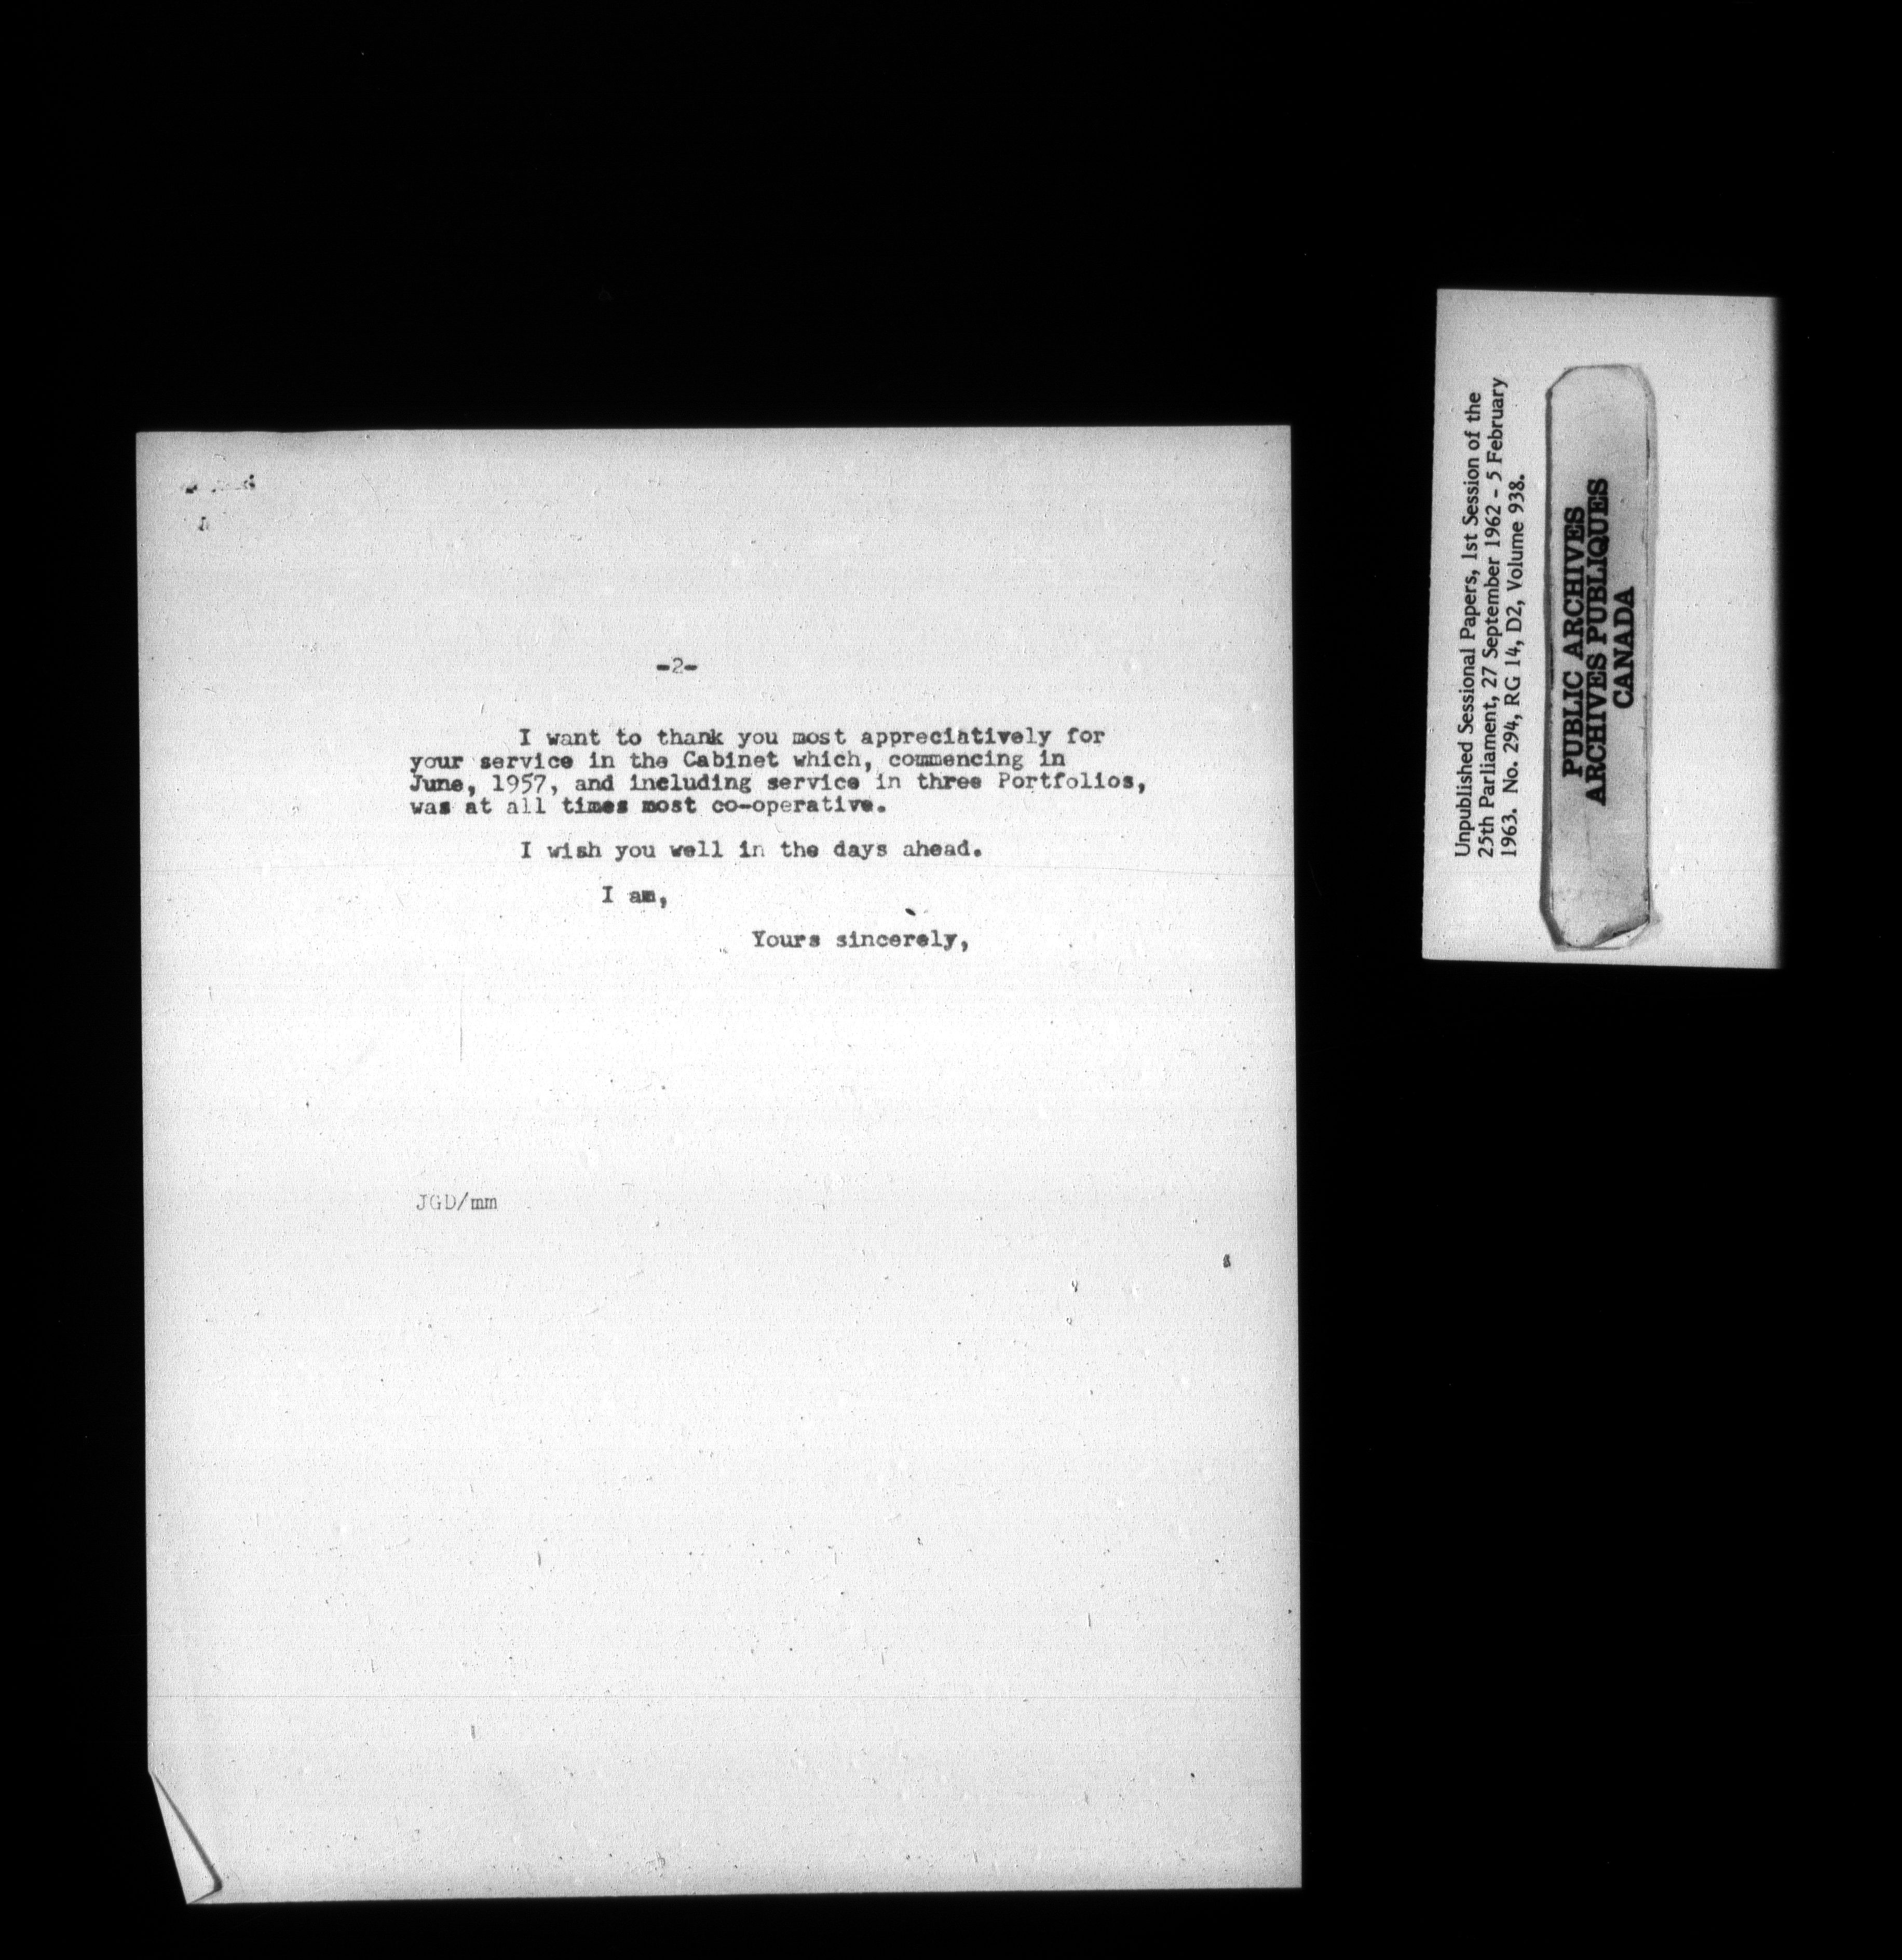 -2-
I want to thank you most appreciatively for
your service in the Cabinet which, commencing in
June, 1957, and including service in three Portfolios,
was at all times most co-operative.
I wish you well in the days ahead.
I am,
Yours sincerely,
JGD/mm
Unpublished Sessional Papers, 1st Session of the
25th Parliament, 27 September 1962 - 5 February
1963. No. 294, RG 14, D2, Volume 938.
PUBLIC ARCHIVES
ARCHIVES PUBLIQUES
CANADA